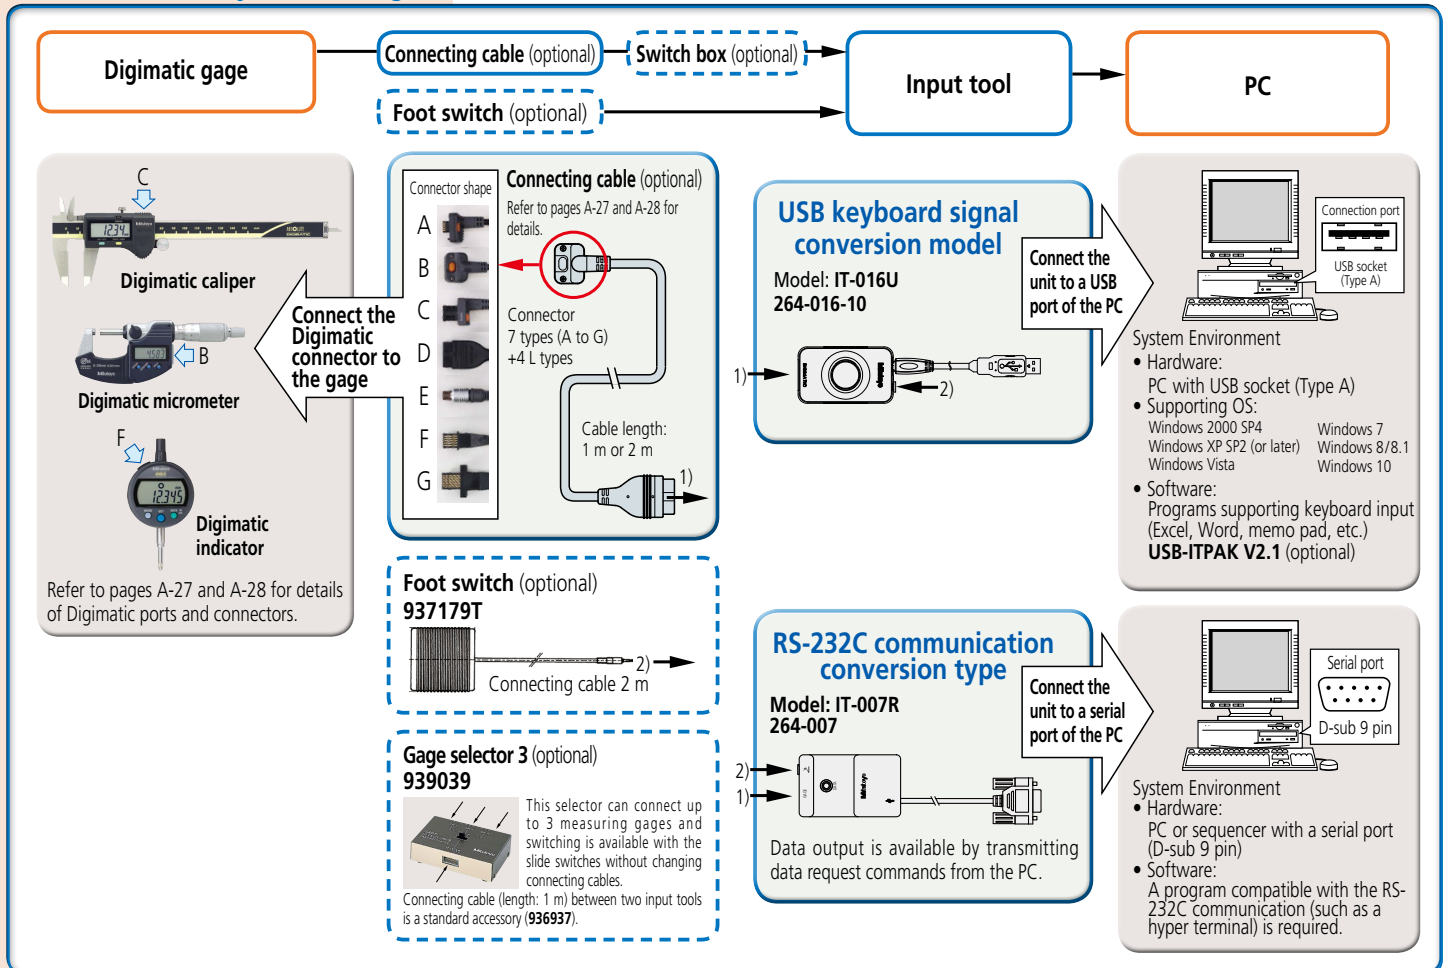 Digimatic gage
Connecting cable (optional)
Switch box (optional)
Foot switch (optional)
Input tool
PC
C
Digimatic caliper
B
Digimatic micrometer
F
Digimatic
indicator
Refer to pages A-27 and A-28 for details
of Digimatic ports and connectors.
Connect the
Digimatic
connector to
the gage
Connector shape
A
B
C
D
E
F
G
Connecting cable (optional)
Refer to pages A-27 and A-28 for
details.
Connector
7 types (A to G)
+4 L types
Cable length:
1 m or 2 m
1)
Foot switch (optional)
937179T
2)
Connecting cable 2 m
Gage selector 3 (optional)
939039
This selector can connect up
to 3 measuring gages and
switching is available with the
slide switches without changing
connecting cables.
Connecting cable (length: 1 m) between two input tools
is a standard accessory (936937).
USB keyboard signal
conversion model
Model: IT-016U
264-016-10
1)
Mitutoyo
2)
Connect the
unit to a USB
port of the PC
Connection port
USB socket
(Type A)
System Environment
• Hardware:
PC with USB socket (Type A)
• Supporting OS:
Windows 2000 SP4
Windows XP SP2 (or later)
Windows Vista
Windows 7
Windows 8/8.1
Windows 10
• Software:
Programs supporting keyboard input
(Excel, Word, memo pad, etc.)
USB-ITPAK V2.1 (optional)
RS-232C communication
conversion type
Model: IT-007R
264-007
2)
1)
Mitutoyo
Data output is available by transmitting
data request commands from the PC.
Connect the
unit to a serial
port of the PC
Serial port
D-sub 9 pin
System Environment
• Hardware:
PC or sequencer with a serial port
(D-sub 9 pin)
• Software:
A program compatible with the RS-
232C communication (such as a
hyper terminal) is required.